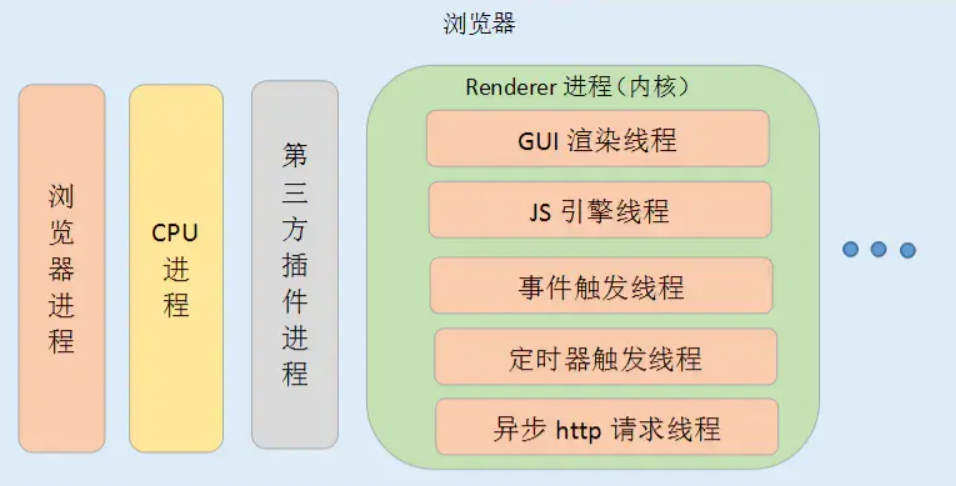 浏览器
浏览器进程
CPU
进程
第三方插件进程
Renderer 进程（内核）
GUI 渲染线程
JS 引擎线程
事件触发线程
定时器触发线程
异步 http 请求线程